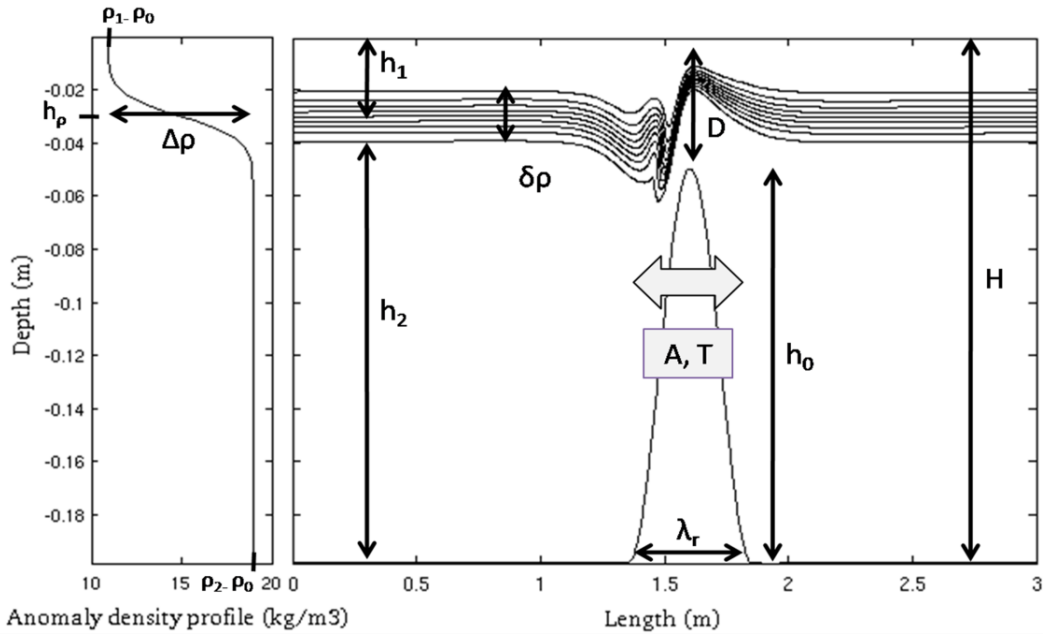 ρ₁-ρ₀
h₁
-0.02
hρ
Δρ
D
-0.04
δρ
-0.06
-0.08
H
-0.1
Depth (m)
h₂
-0.12
A, T
h₀
-0.14
-0.16
-0.18
λr
ρ₂-ρ₀
10 15 20 0 0.5 1 1.5 2 2.5 3
Anomaly density profile (kg/m3) Length (m)